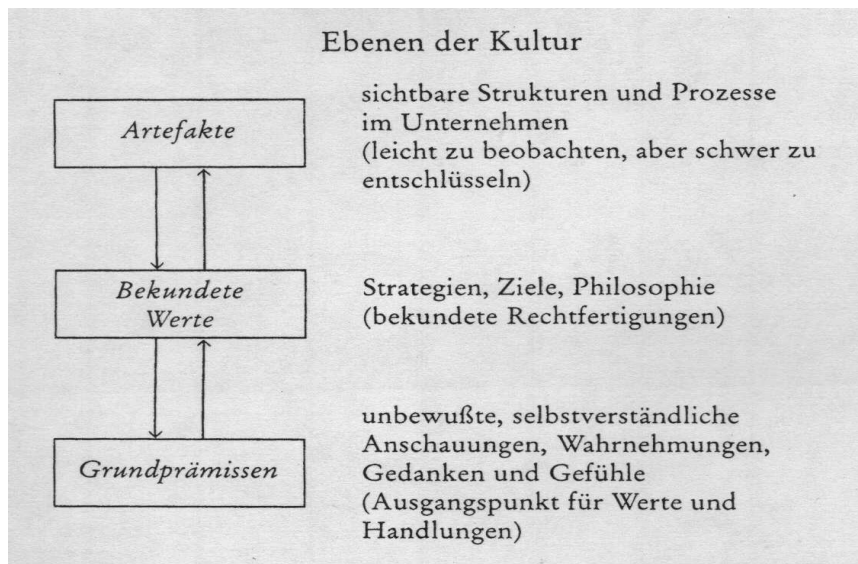 Ebenen der Kultur
Artefakte
sichtbare Strukturen und Prozesse
im Unternehmen
(leicht zu beobachten, aber schwer zu
entschlüsseln)
Bekundete
Werte
Strategien, Ziele, Philosophie
(bekundete Rechtfertigungen)
Grundprämissen
unbewußte, selbstverständliche
Anschauungen, Wahrnehmungen,
Gedanken und Gefühle
(Ausgangspunkt für Werte und
Handlungen)